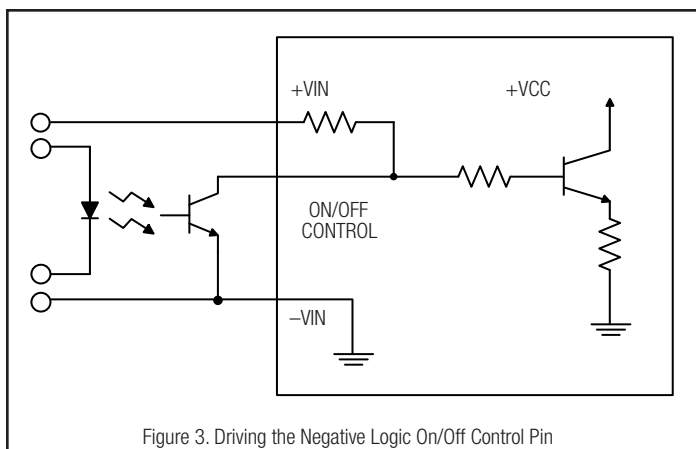 +VIN
+VCC
ON/OFF
CONTROL
–VIN
Figure 3. Driving the Negative Logic On/Off Control Pin